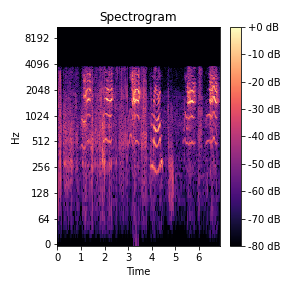 Spectrogram
+0 dB
8192
-10 dB
4096
-20 dB
2048
-30 dB
1024
-40 dB
Hz
512
256
-50 dB
128
-60 dB
64
-70 dB
0
-80 dB
0 1 2 3 4 5 6
Time